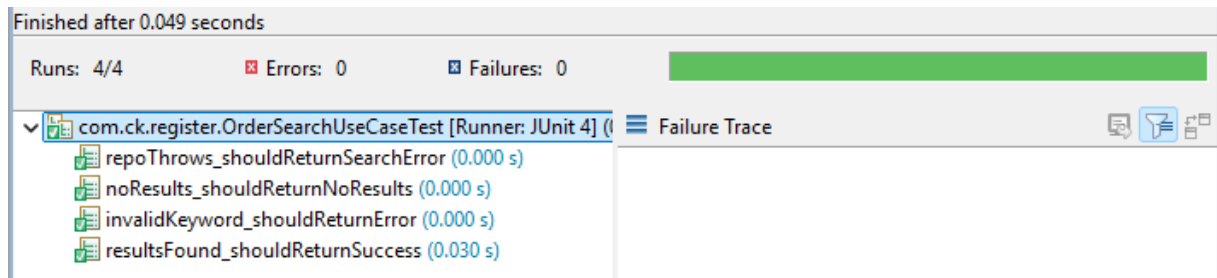 Finished after 0.049 seconds
Runs: 4/4 Errors: 0 Failures: 0
com.ck.register.OrderSearchUseCaseTest [Runner: JUnit 4] (
Failure Trace
repoThrows_shouldReturnSearchError (0.000 s)
noResults_shouldReturnNoResults (0.000 s)
invalidKeyword_shouldReturnError (0.000 s)
resultsFound_shouldReturnSuccess (0.030 s)